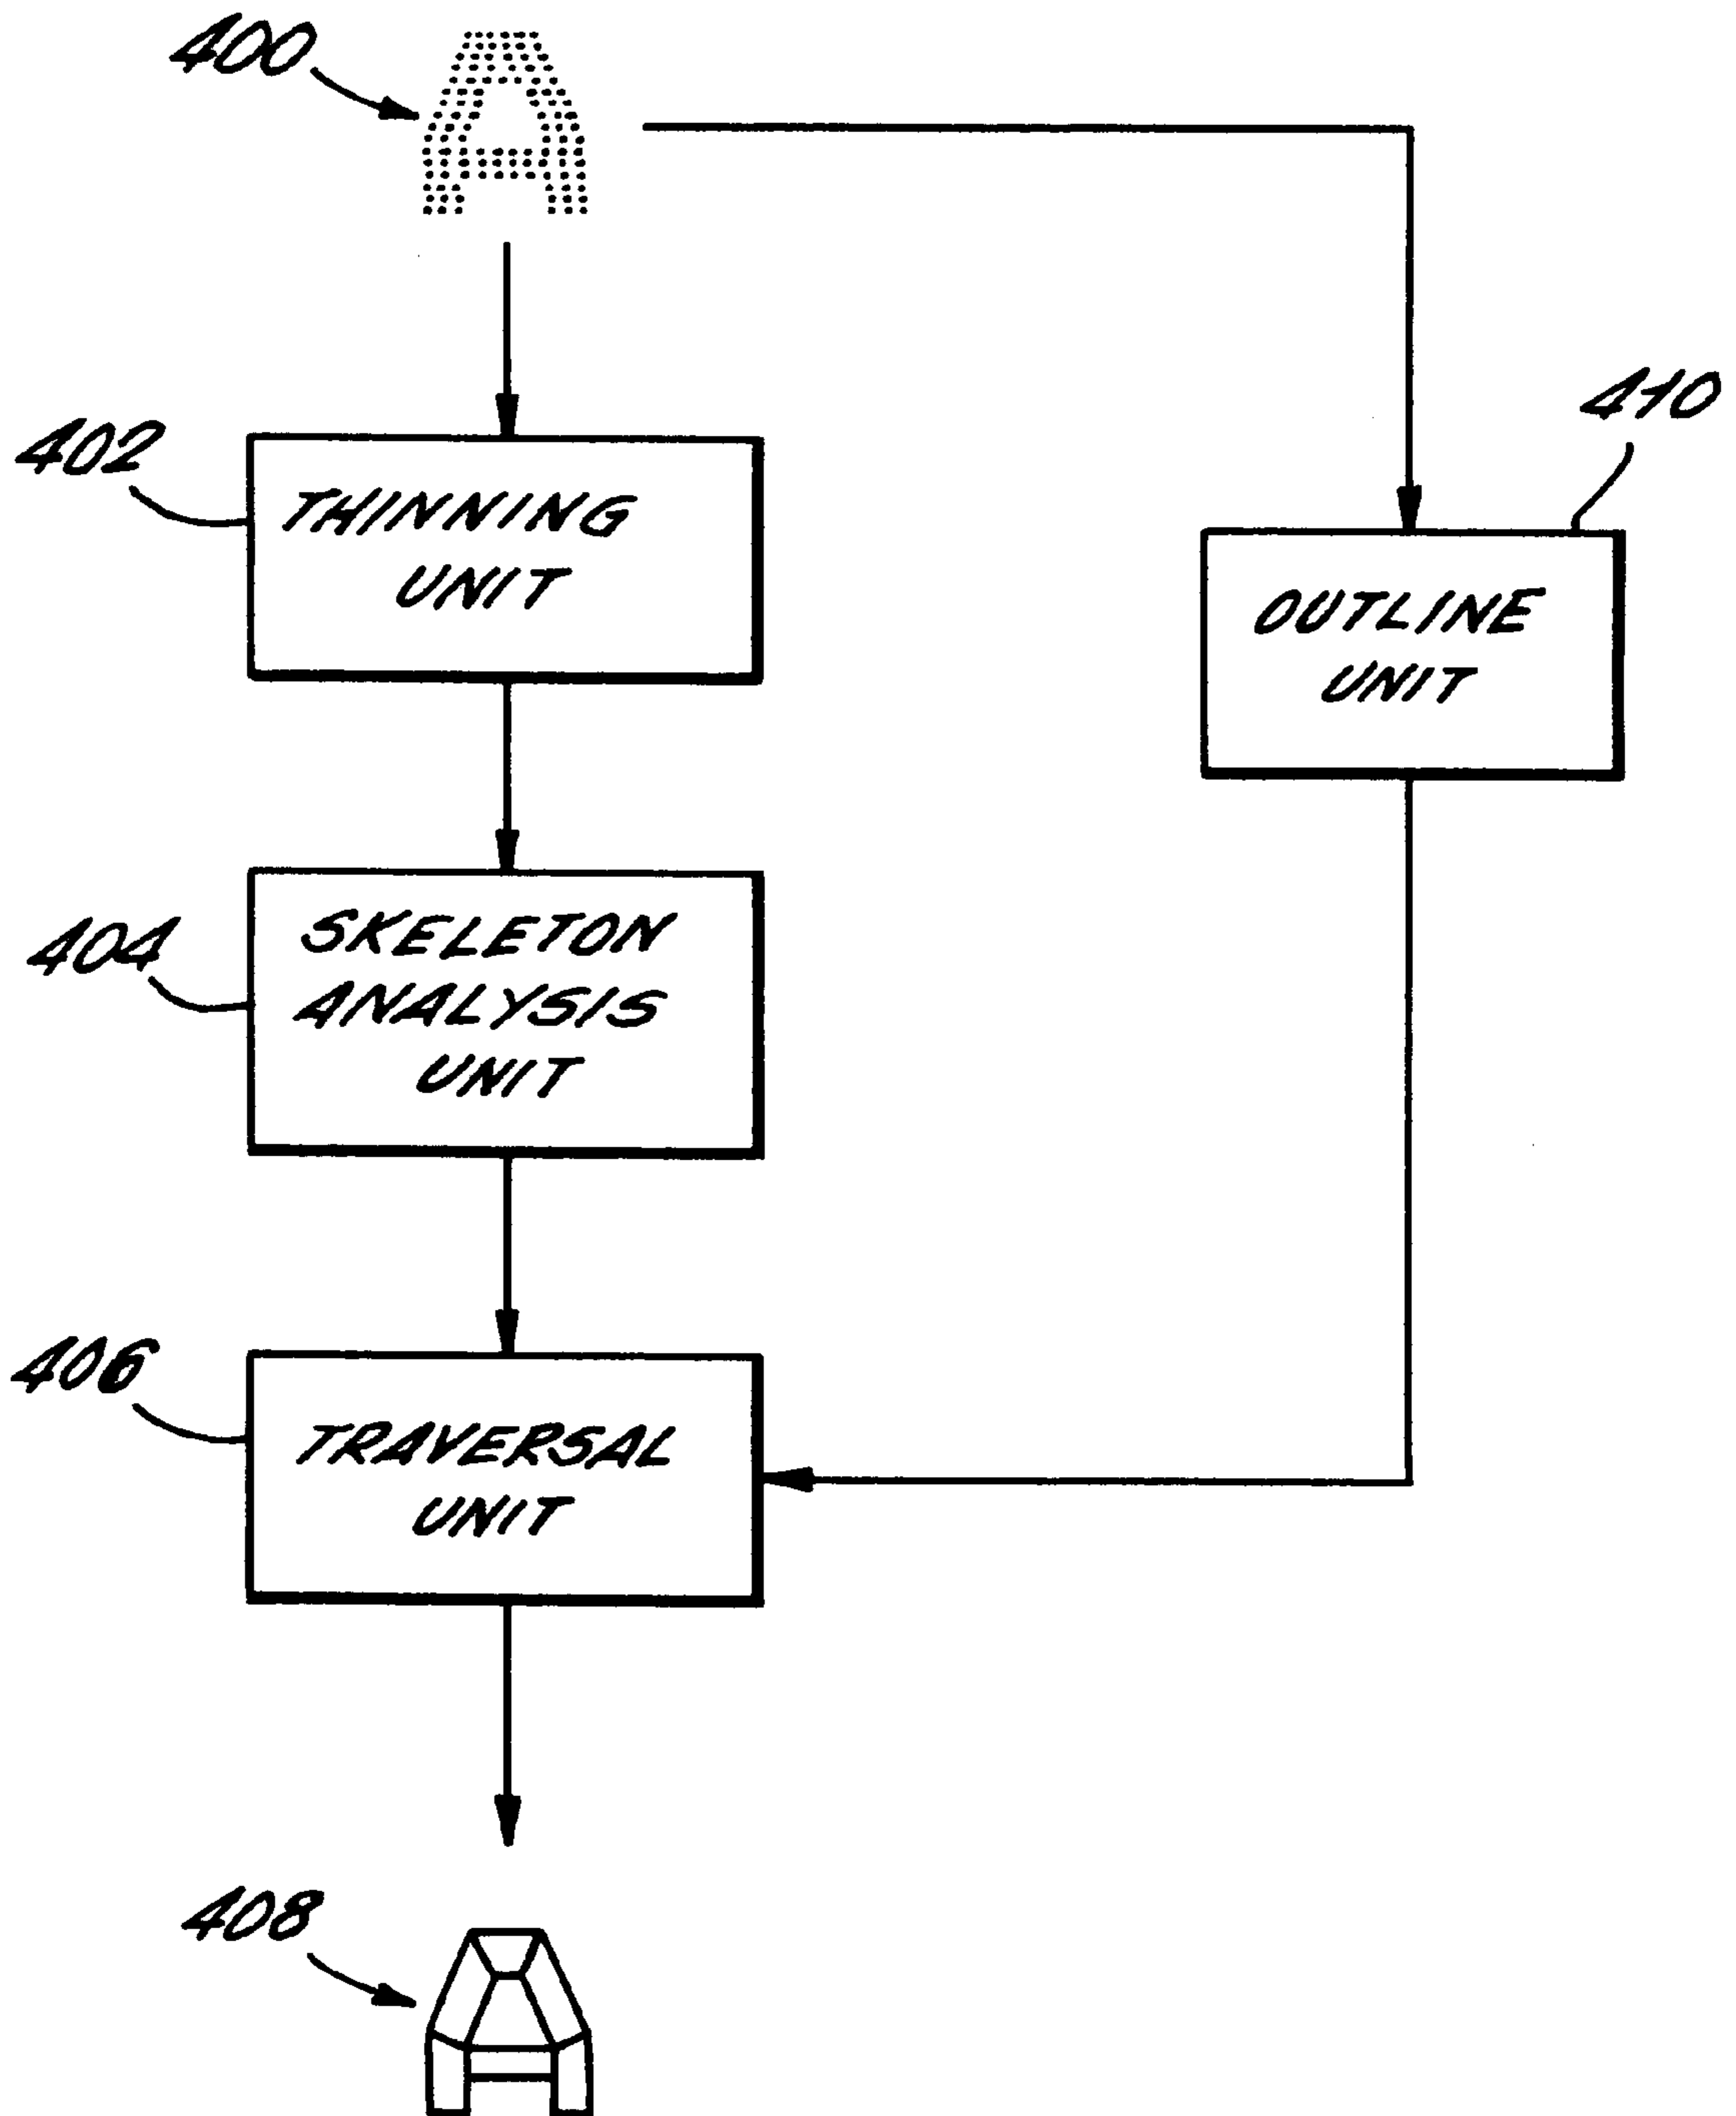 400
A
402
THINNING
UNIT
410
OUTLINE
UNIT
404
SKELETON
ANALYSIS
UNIT
406
TRAVERSAL
UNIT
408
A